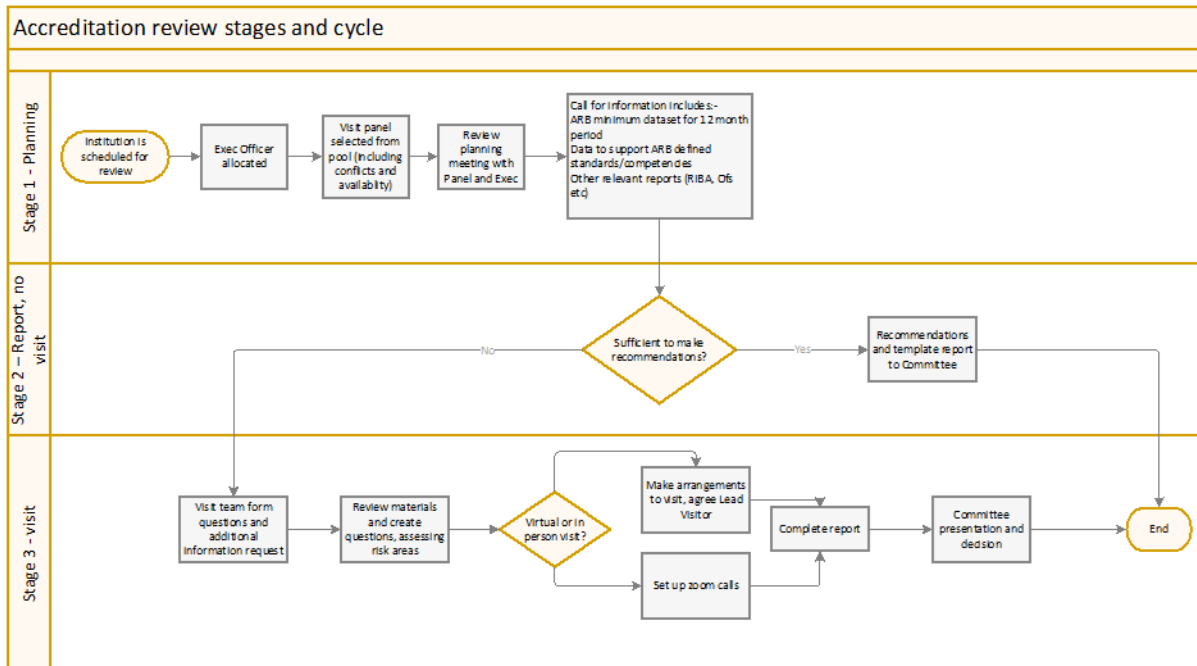 Accreditation review stages and cycle
Stage 1 - Planning
Institution is
scheduled for
review
Exec Officer
allocated
Visit panel
selected from
pool (including
conflicts and
availablity)
Review
planning
meeting with
Panel and Exec
Call for information includes:-
ARB minimum dataset for 12 month
period
Data to support ARB defined
standards/competencies
Other relevant reports (RIBA, Ofs
etc)
Stage 2 – Report, no
visit
No
Sufficient to make
recommendations?
Yes
Recommendations
and template report
to Committee
Stage 3 - visit
Visit team form
questions and
additional
information request
Review materials
and create
questions, assessing
risk areas
Virtual or in
person visit?
Make arrangements
to visit, agree Lead
Visitor
Set up zoom calls
Complete report
Committee
presentation and
decision
End